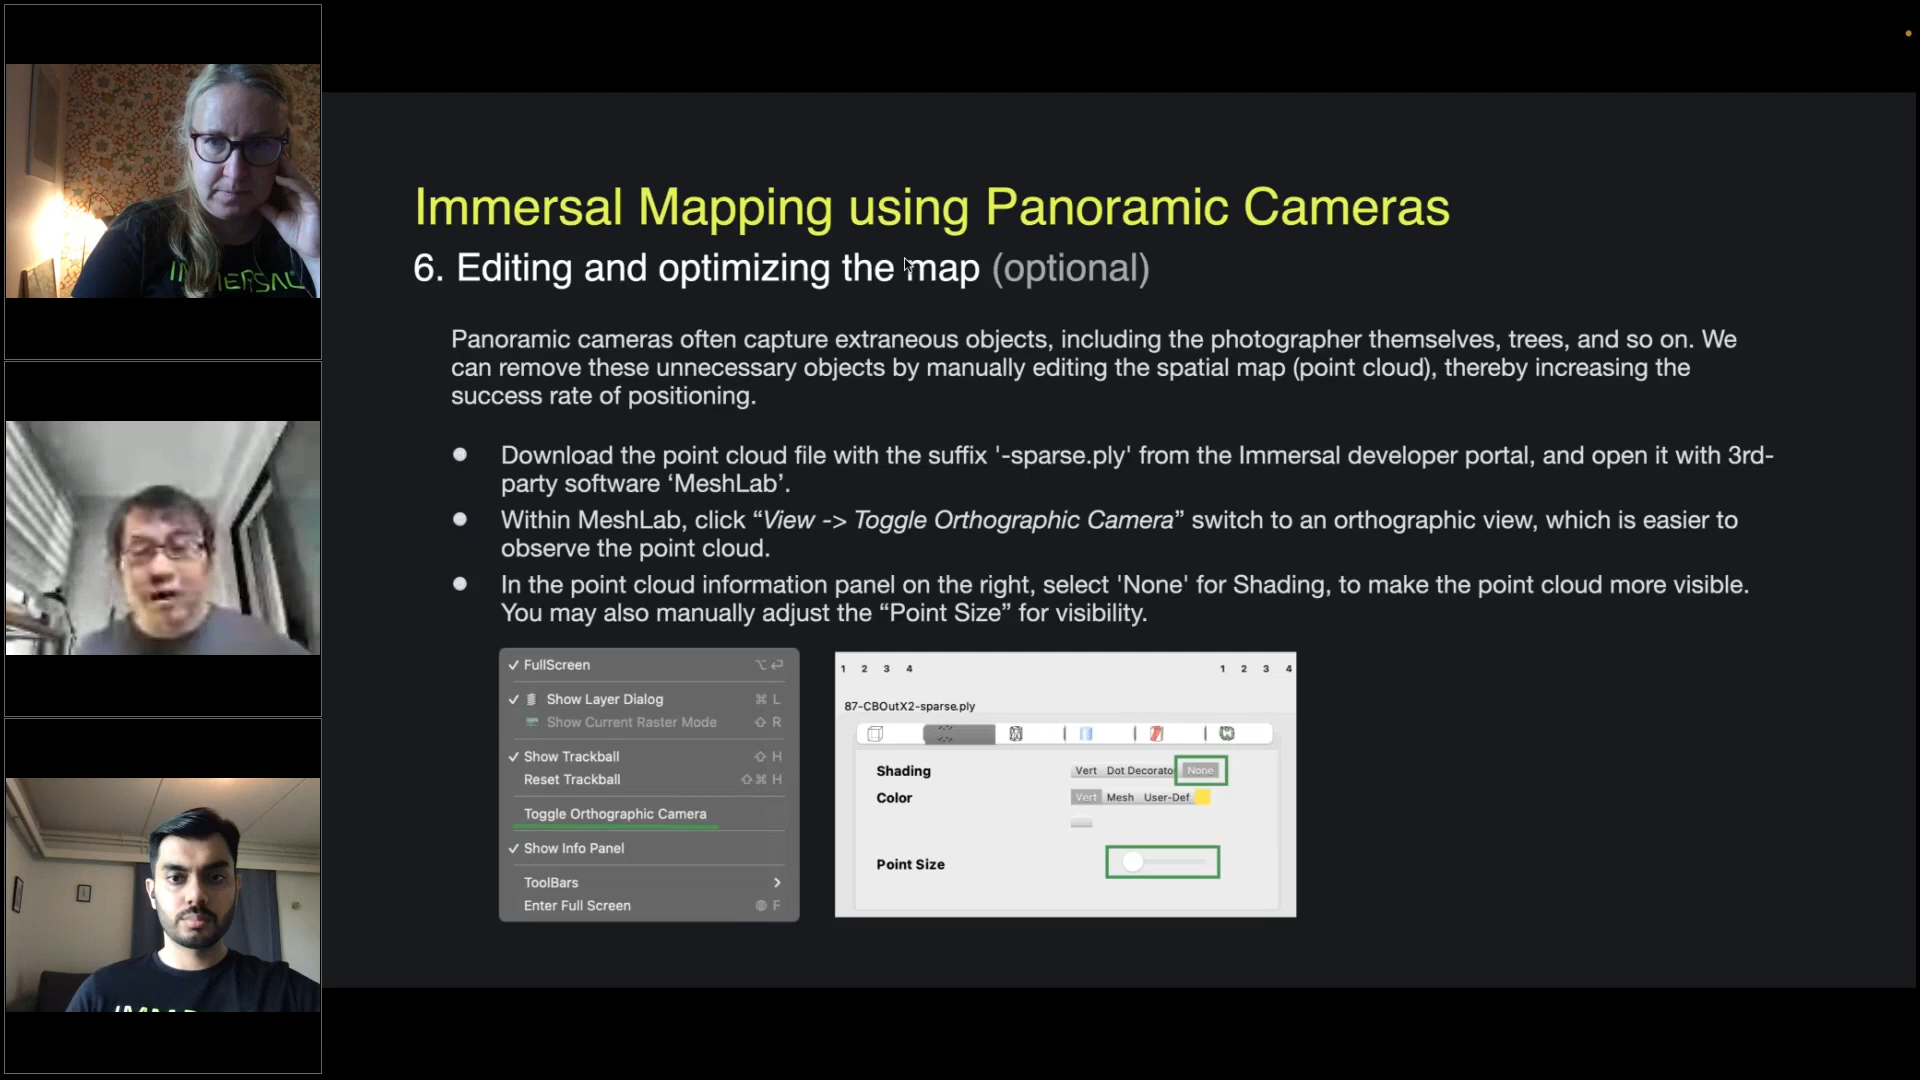 IMMERSAL
Immersal Mapping using Panoramic Cameras
6. Editing and optimizing the map (optional)
Panoramic cameras often capture extraneous objects, including the photographer themselves, trees, and so on. We
can remove these unnecessary objects by manually editing the spatial map (point cloud), thereby increasing the
success rate of positioning.
● Download the point cloud file with the suffix '-sparse.ply' from the Immersal developer portal, and open it with 3rd-
party software ‘MeshLab’.
● Within MeshLab, click “View -> Toggle Orthographic Camera” switch to an orthographic view, which is easier to
observe the point cloud.
● In the point cloud information panel on the right, select 'None' for Shading, to make the point cloud more visible.
You may also manually adjust the “Point Size” for visibility.
✓ FullScreen ⌥ ↩
✓ Show Layer Dialog ⌘ L
Show Current Raster Mode ⇧ R
✓ Show Trackball ⇧ H
Reset Trackball ⇧ ⌘ H
Toggle Orthographic Camera
✓ Show Info Panel
ToolBars >
Enter Full Screen F
1 2 3 4 1 2 3 4
87-CBOutX2-sparse.ply
Shading Vert Dot Decorato None
Color Vert Mesh User-Def
Point Size